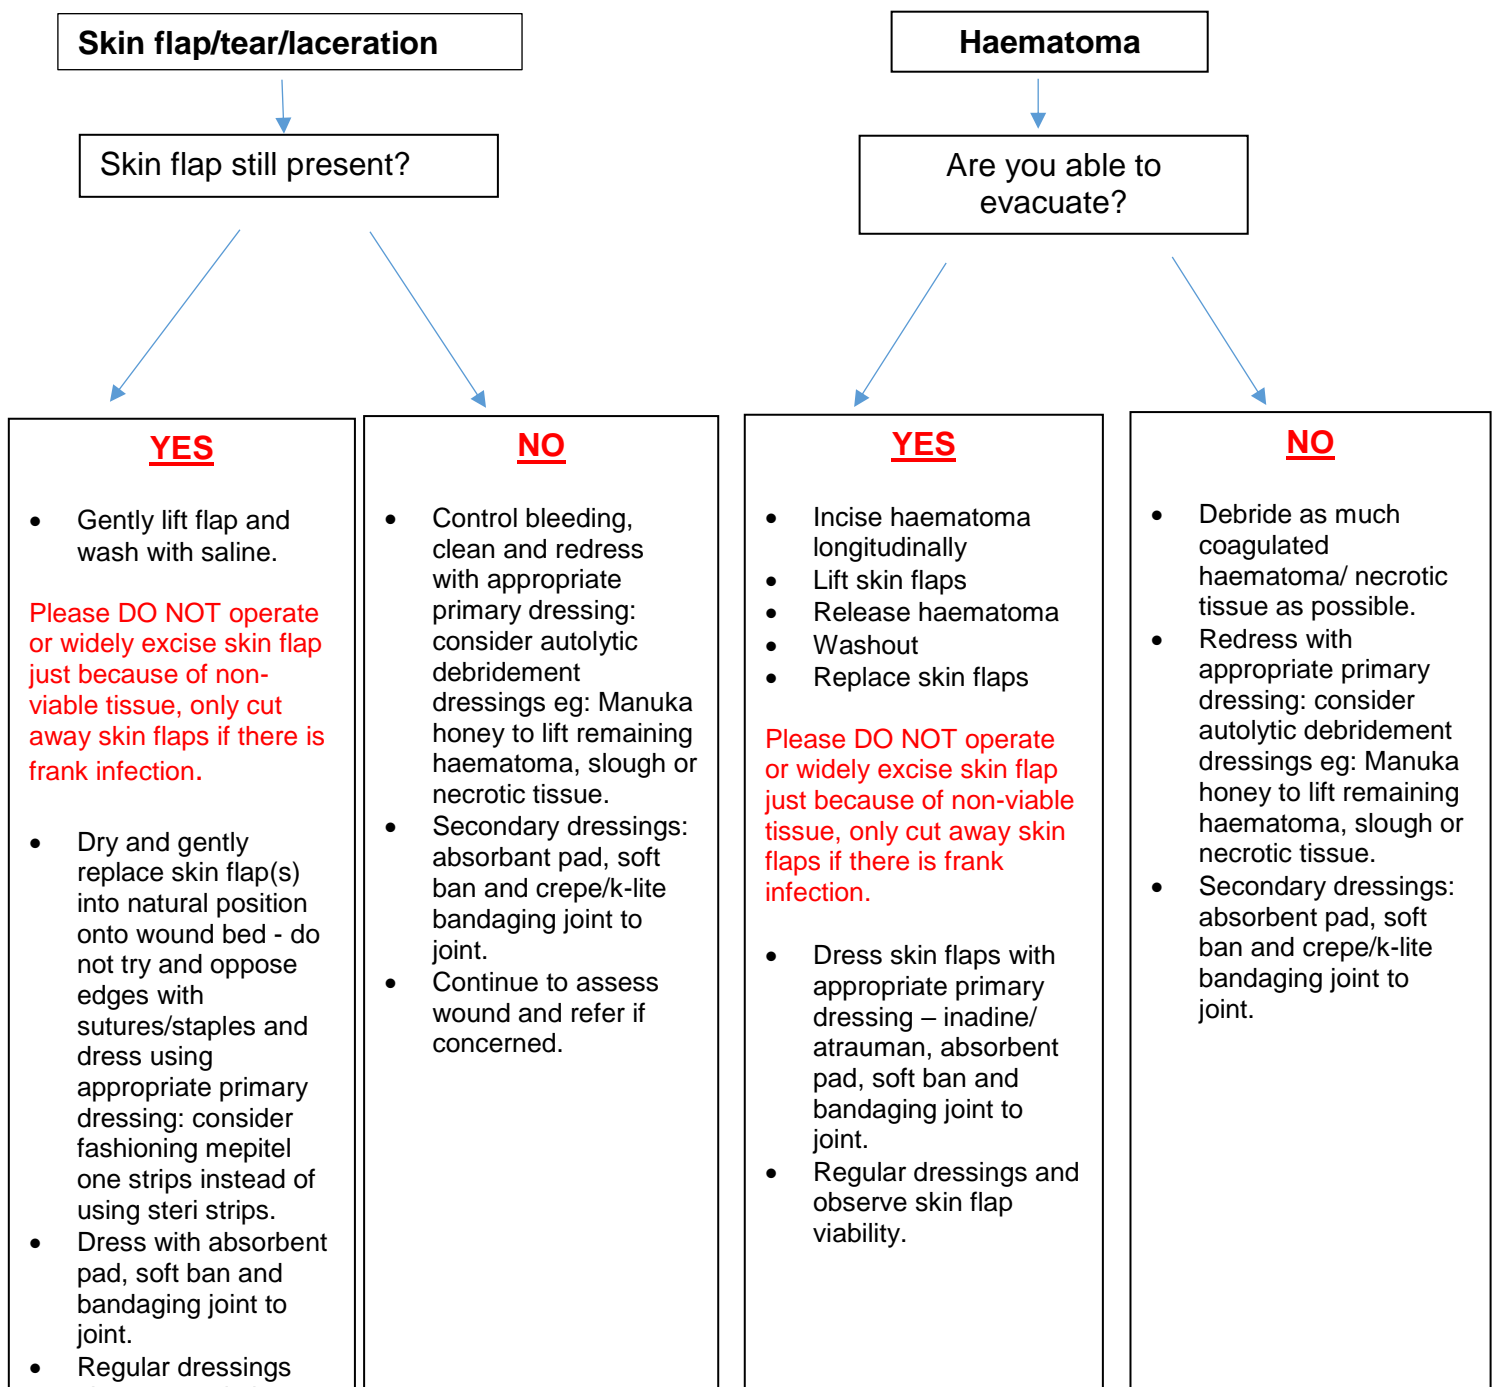 Skin flap/tear/laceration
Skin flap still present?
YES
• Gently lift flap and
wash with saline.
Please DO NOT operate
or widely excise skin flap
just because of non-
viable tissue, only cut
away skin flaps if there is
frank infection.
• Dry and gently
replace skin flap(s)
into natural position
onto wound bed - do
not try and oppose
edges with
sutures/staples and
dress using
appropriate primary
dressing: consider
fashioning mepitel
one strips instead of
using steri strips.
• Dress with absorbent
pad, soft ban and
bandaging joint to
joint.
• Regular dressings
NO
• Control bleeding,
clean and redress
with appropriate
primary dressing:
consider autolytic
debridement
dressings eg: Manuka
honey to lift remaining
haematoma, slough or
necrotic tissue.
• Secondary dressings:
absorbant pad, soft
ban and crepe/k-lite
bandaging joint to
joint.
• Continue to assess
wound and refer if
concerned.
Haematoma
Are you able to
evacuate?
YES
• Incise haematoma
longitudinally
• Lift skin flaps
• Release haematoma
• Washout
• Replace skin flaps
Please DO NOT operate
or widely excise skin flap
just because of non-viable
tissue, only cut away skin
flaps if there is frank
infection.
• Dress skin flaps with
appropriate primary
dressing – inadine/
atrauman, absorbent
pad, soft ban and
bandaging joint to
joint.
• Regular dressings and
observe skin flap
viability.
NO
• Debride as much
coagulated
haematoma/ necrotic
tissue as possible.
• Redress with
appropriate primary
dressing: consider
autolytic debridement
dressings eg: Manuka
honey to lift remaining
haematoma, slough or
necrotic tissue.
• Secondary dressings:
absorbent pad, soft
ban and crepe/k-lite
bandaging joint to
joint.